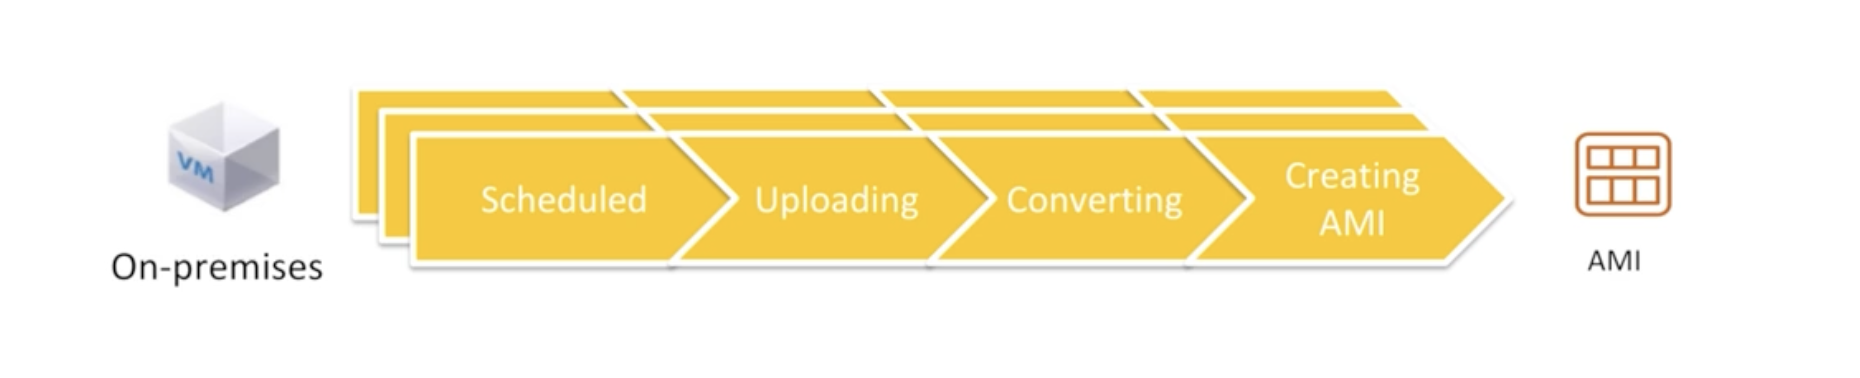 VM
On-premises
Scheduled
Uploading
Converting
Creating
AMI
AMI